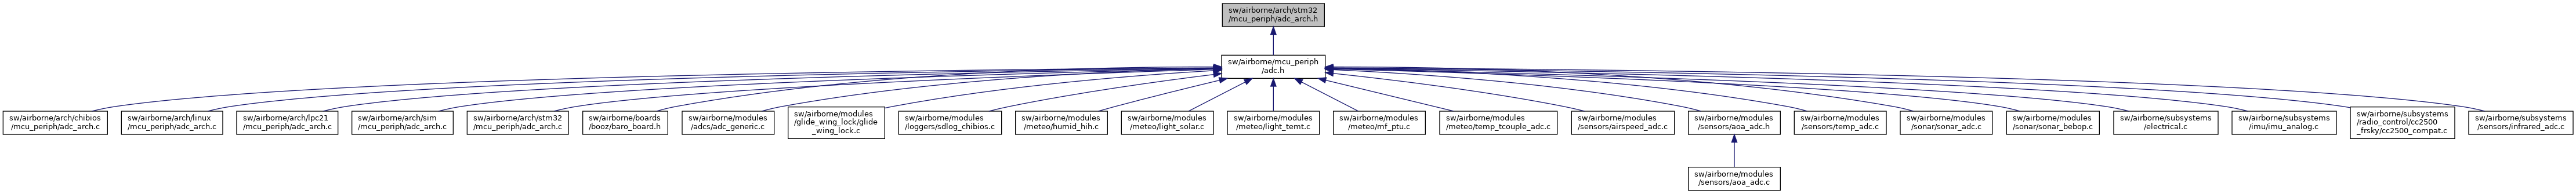 sw/airborne/arch/stm32
/mcu_periph/adc_arch.h
sw/airborne/mcu_periph
/adc.h
sw/airborne/arch/chibios
/mcu_periph/adc_arch.c
sw/airborne/arch/linux
/mcu_periph/adc_arch.c
sw/airborne/arch/lpc21
/mcu_periph/adc_arch.c
sw/airborne/arch/sim
/mcu_periph/adc_arch.c
sw/airborne/arch/stm32
/mcu_periph/adc_arch.c
sw/airborne/boards
/booz/baro_board.h
sw/airborne/modules
/adcs/adc_generic.c
sw/airborne/modules
/glide_wing_lock/glide
_wing_lock.c
sw/airborne/modules
/loggers/sdlog_chibios.c
sw/airborne/modules
/meteo/humid_hih.c
sw/airborne/modules
/meteo/light_solar.c
sw/airborne/modules
/meteo/light_temt.c
sw/airborne/modules
/meteo/mf_ptu.c
sw/airborne/modules
/meteo/temp_tcouple_adc.c
sw/airborne/modules
/sensors/airspeed_adc.c
sw/airborne/modules
/sensors/aoa_adc.h
sw/airborne/modules
/sensors/temp_adc.c
sw/airborne/modules
/sonar/sonar_adc.c
sw/airborne/modules
/sonar/sonar_bebop.c
sw/airborne/subsystems
/electrical.c
sw/airborne/subsystems
/imu/imu_analog.c
sw/airborne/subsystems
/radio_control/cc2500
_frsky/cc2500_compat.c
sw/airborne/subsystems
/sensors/infrared_adc.c
sw/airborne/modules
/sensors/aoa_adc.c